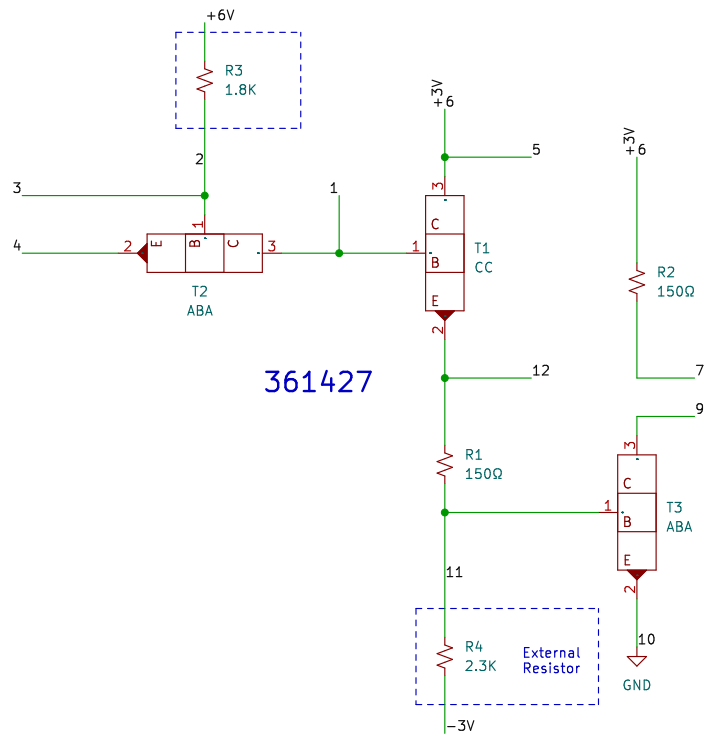 +6V
R3
1.8K
2
3
1
4
2
E
1
B
C
3
T2
ABA
+3V
+6
5
3
C
1
B
E
2
T1
CC
+3V
+6
R2
150Ω
7
361427
12
R1
150Ω
9
3
C
1
B
E
2
T3
ABA
11
R4
2.3K
External
Resistor
10
GND
-3V